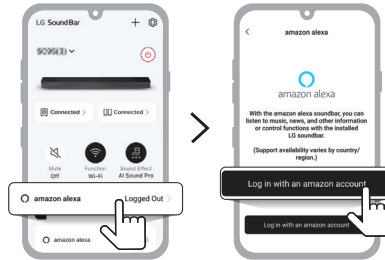 LG Sound Bar
Connected
Connected
Mute
Off
Function
Wi-Fi
Sound Effect
AI Sound Pro
amazon alexa
Logged Out
amazon alexa
amazon alexa
amazon alexa
With the amazon alexa soundbar, you can
listen to music, news, and other information
or control functions with the installed
LG soundbar.
(Support availability varies by country/
region.)
Log in with an amazon account
Log in with an amazon account